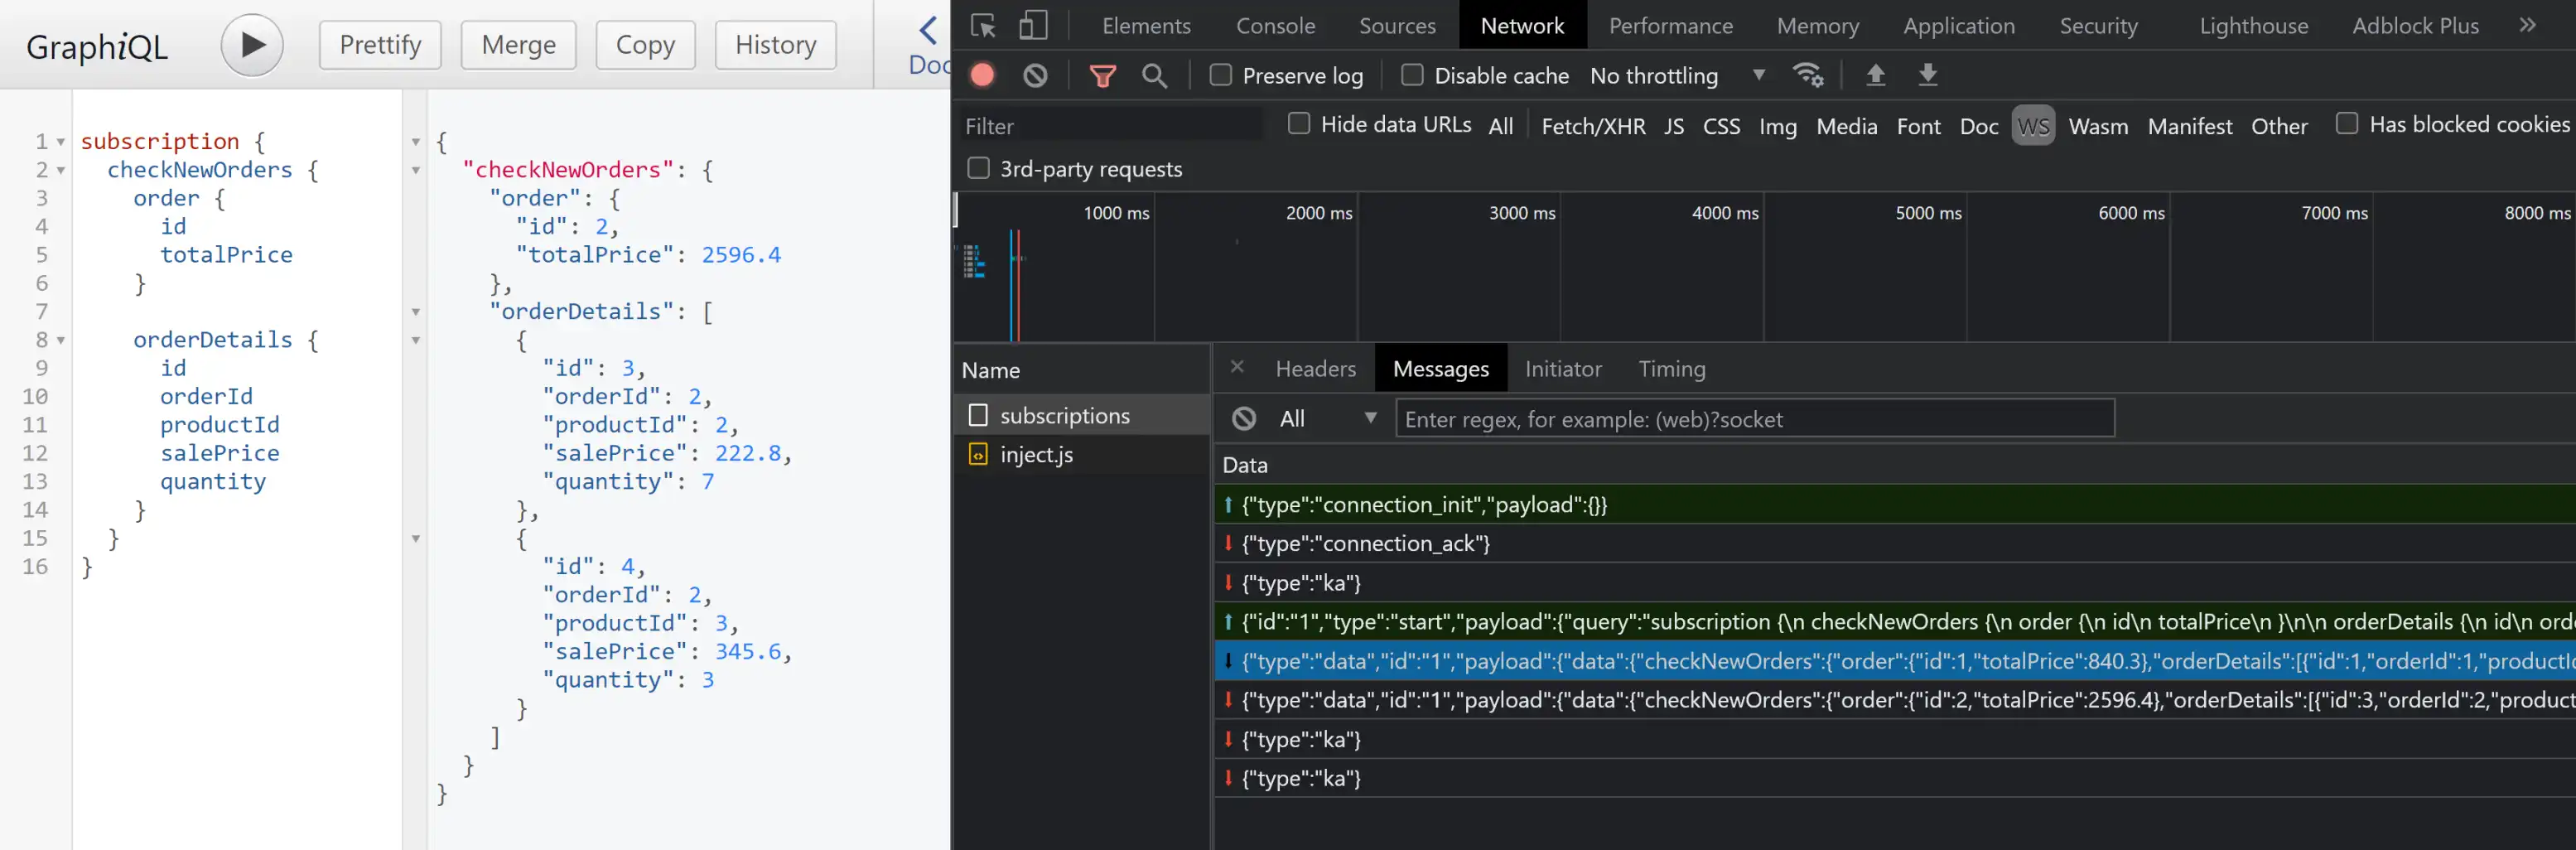 GraphiQL Prettify Merge Copy History Doc
1 subscription {
2 checkNewOrders {
3 order {
4 id
5 totalPrice
6 }
7
8 orderDetails {
9 id
10 orderId
11 productId
12 salePrice
13 quantity
14 }
15 }
16 }
{
"checkNewOrders": {
"order": {
"id": 2,
"totalPrice": 2596.4
},
"orderDetails": [
{
"id": 3,
"orderId": 2,
"productId": 2,
"salePrice": 222.8,
"quantity": 7
},
{
"id": 4,
"orderId": 2,
"productId": 3,
"salePrice": 345.6,
"quantity": 3
}
]
}
}
Elements Console Sources Network Performance Memory Application Security Lighthouse Adblock Plus »
Preserve log Disable cache No throttling
Filter Hide data URLs All Fetch/XHR JS CSS Img Media Font Doc WS Wasm Manifest Other Has blocked cookies
3rd-party requests
1000 ms 2000 ms 3000 ms 4000 ms 5000 ms 6000 ms 7000 ms 8000 ms
Name
subscriptions
inject.js
× Headers Messages Initiator Timing
All Enter regex, for example: (web)?socket
Data
{"type":"connection_init","payload":{}}
{"type":"connection_ack"}
{"type":"ka"}
{"id":"1","type":"start","payload":{"query":"subscription {\n checkNewOrders {\n order {\n id\n totalPrice\n }\n\n orderDetails {\n id\n ord
{"type":"data","id":"1","payload":{"data":{"checkNewOrders":{"order":{"id":1,"totalPrice":840.3},"orderDetails":[{"id":1,"orderId":1,"product
{"type":"data","id":"1","payload":{"data":{"checkNewOrders":{"order":{"id":2,"totalPrice":2596.4},"orderDetails":[{"id":3,"orderId":2,"product
{"type":"ka"}
{"type":"ka"}